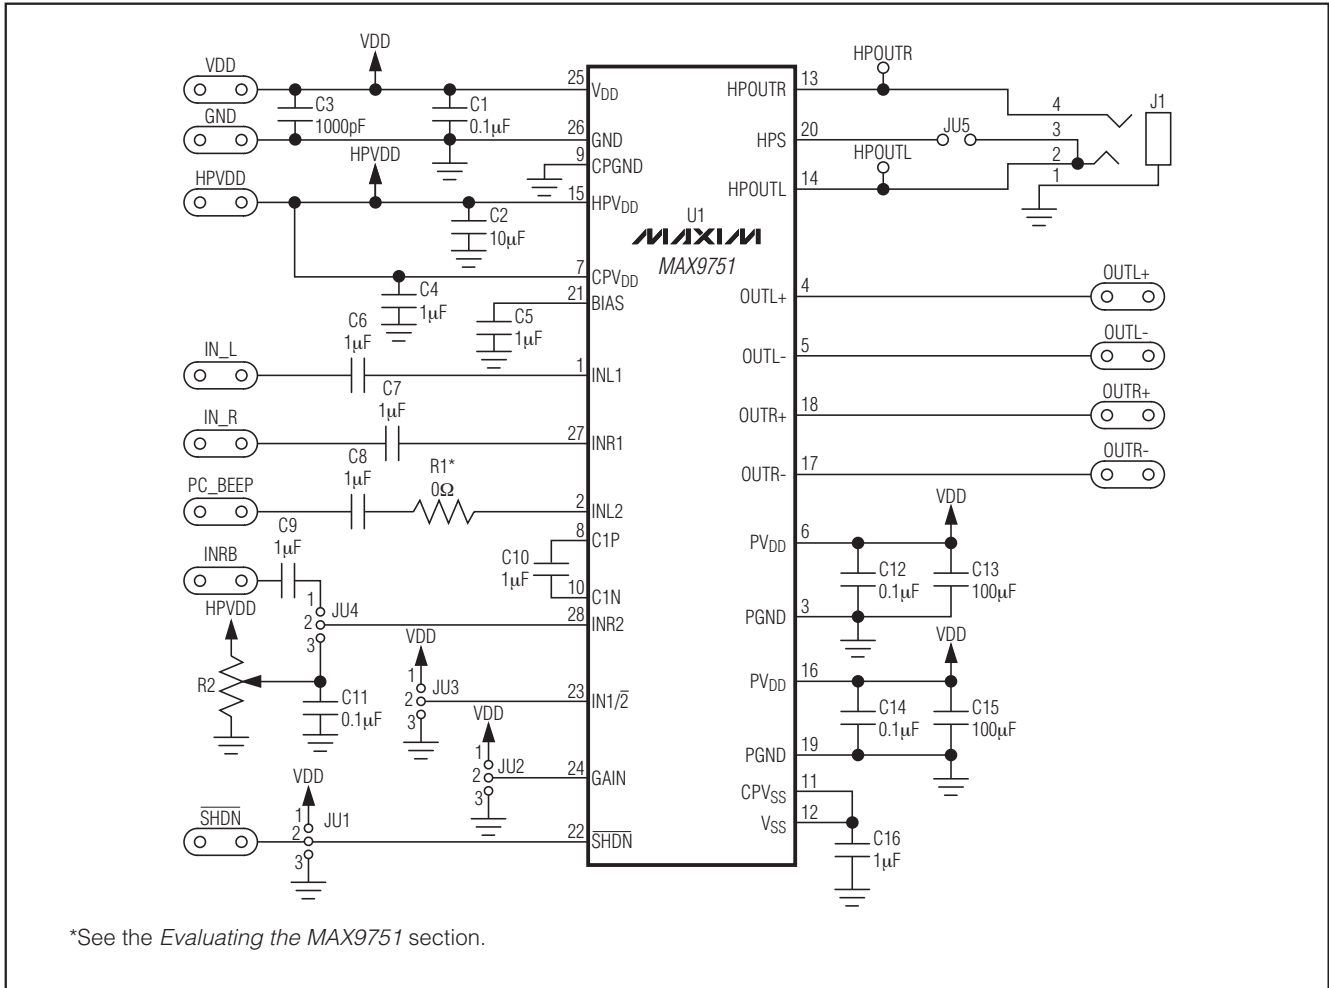 VDD
VDD
C3
1000pF
C1
0.1µF
GND
HPVDD
HPVDD
C2
10µF
C4
1µF
C5
1µF
C6
1µF
IN_L
C7
1µF
IN_R
C8
1µF
R1*
0Ω
PC_BEEP
C9
1µF
INRB
C10
1µF
HPVDD
1
2
3
JU4
R2
C11
0.1µF
VDD
1
2
3
JU3
VDD
1
2
3
JU2
VDD
1
2
3
JU1
SHDN
25
VDD
26
GND
9
CPGND
15
HPVDD
7
CPVDD
21
BIAS
1
INL1
27
INR1
2
INL2
8
C1P
10
C1N
28
INR2
23
IN1/2
24
GAIN
22
SHDN
U1
MAXIM
MAX9751
HPOUTR
13
HPS
20
HPOUTL
14
OUTL+
4
OUTL-
5
OUTR+
18
OUTR-
17
PVDD
6
PGND
3
PVDD
16
PGND
19
CPVSS
11
VSS
12
HPOUTR
JU5
HPOUTL
4
3
2
1
J1
OUTL+
OUTL-
OUTR+
OUTR-
VDD
C12
0.1µF
C13
100µF
VDD
C14
0.1µF
C15
100µF
C16
1µF
*See the Evaluating the MAX9751 section.